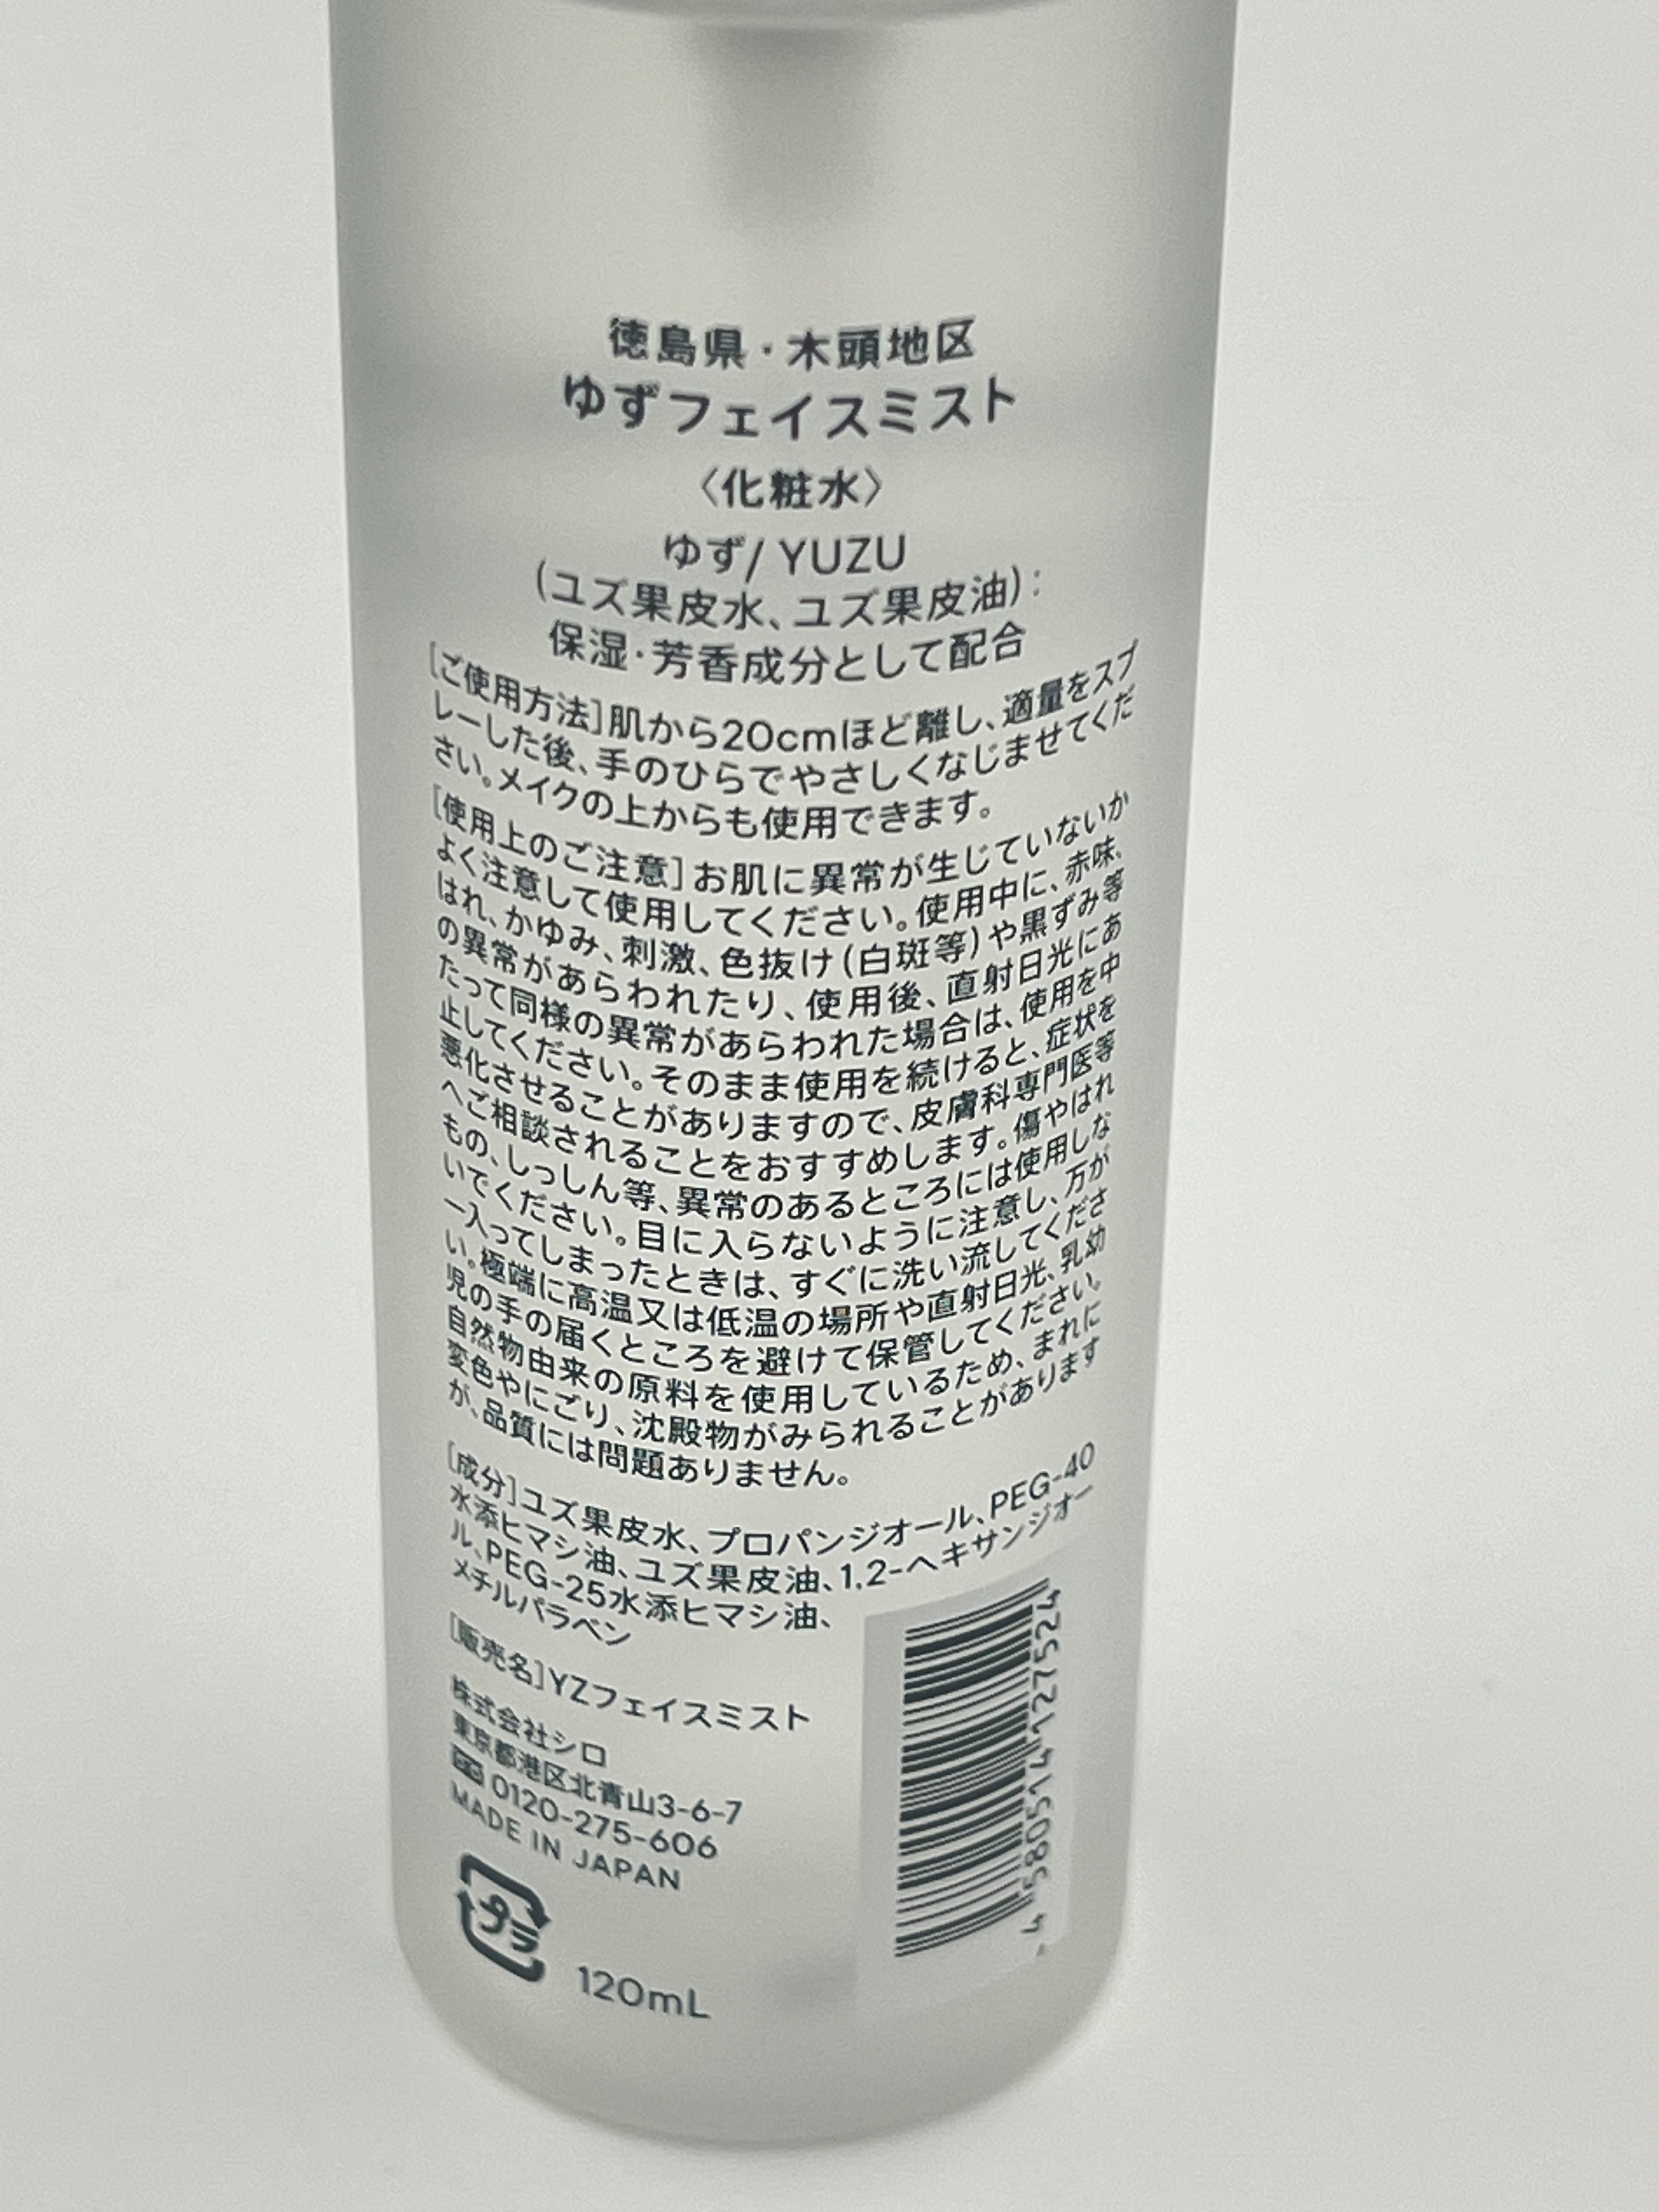 徳島県・木頭地区
ゆずフェイスミスト
〈化粧水〉
ゆず/ YUZU
(ユズ果皮水、ユズ果皮油):
保湿・芳香成分として配合
[ご使用方法]肌から20cmほど離し、適量をスプ
レーした後、手のひらでやさしくなじませてくだ
さい。メイクの上からも使用できます。
[使用上のご注意]お肌に異常が生じていないか
よく注意して使用してください。使用中に、赤味、
はれ、かゆみ、刺激、色抜け(白斑等)や黒ずみ等
の異常があらわれたり、使用後、直射日光にあ
たって同様の異常があらわれた場合は、使用を中
止してください。そのまま使用を続けると、症状を
悪化させることがありますので、皮膚科専門医等
へご相談されることをおすすめします。傷やはれ
もの、しっしん等、異常のあるところには使用しな
いでください。目に入らないように注意し、万が
一入ってしまったときは、すぐに洗い流してくださ
い。極端に高温又は低温の場所や直射日光、乳幼
児の手の届くところを避けて保管してください。
自然物由来の原料を使用しているため、まれに
変色やにごり、沈殿物がみられることがあります
が、品質には問題ありません。
[成分]ユズ果皮水、プロパンジオール、PEG-40
水添ヒマシ油、ユズ果皮油、1,2-ヘキサンジオー
ル、PEG-25水添ヒマシ油、
メチルパラベン
[販売名]YZフェイスミスト
株式会社シロ
東京都港区北青山3-6-7
0120-275-606
MADE IN JAPAN
プラ
120mL
4 580514 127524